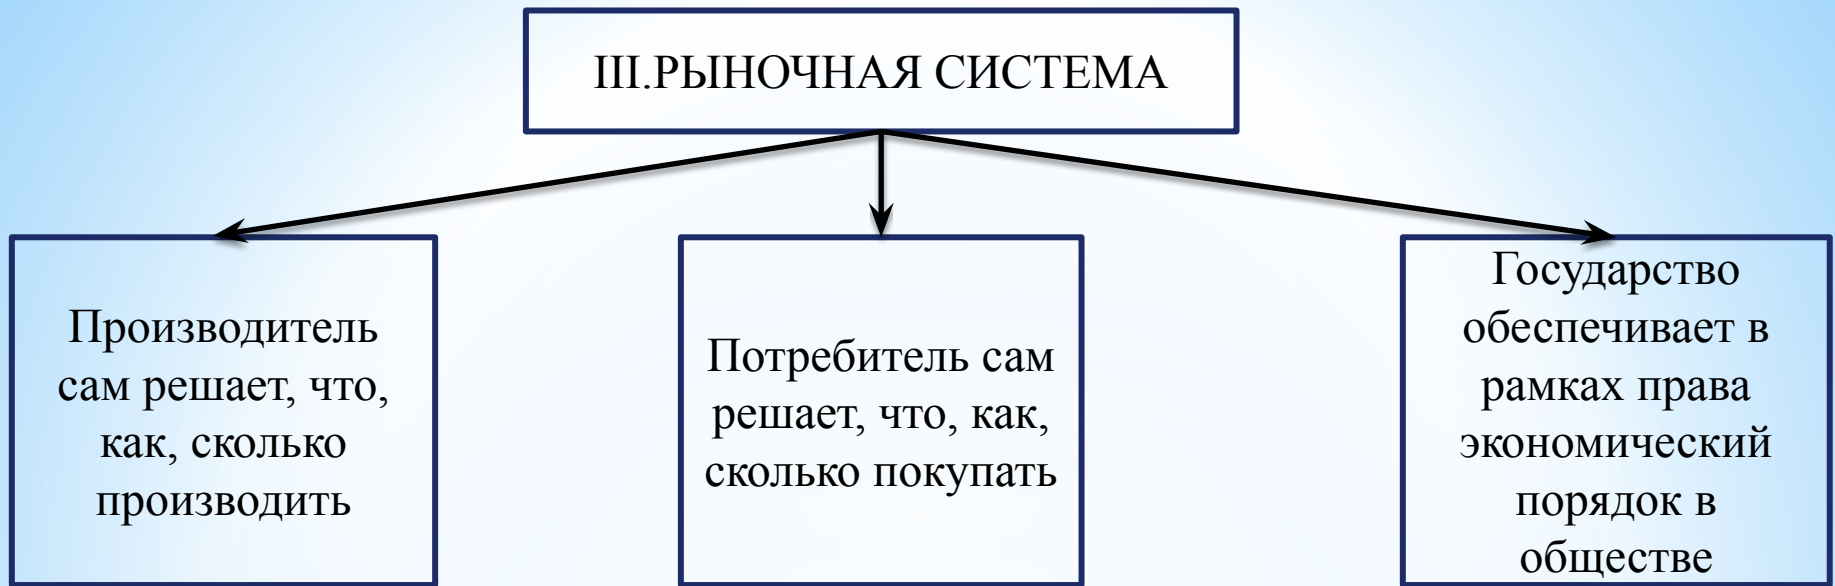 III.РЫНОЧНАЯ СИСТЕМА
Производитель
сам решает, что,
как, сколько
производить
Потребитель сам
решает, что, как,
сколько покупать
Государство
обеспечивает в
рамках права
экономический
порядок в
обществе